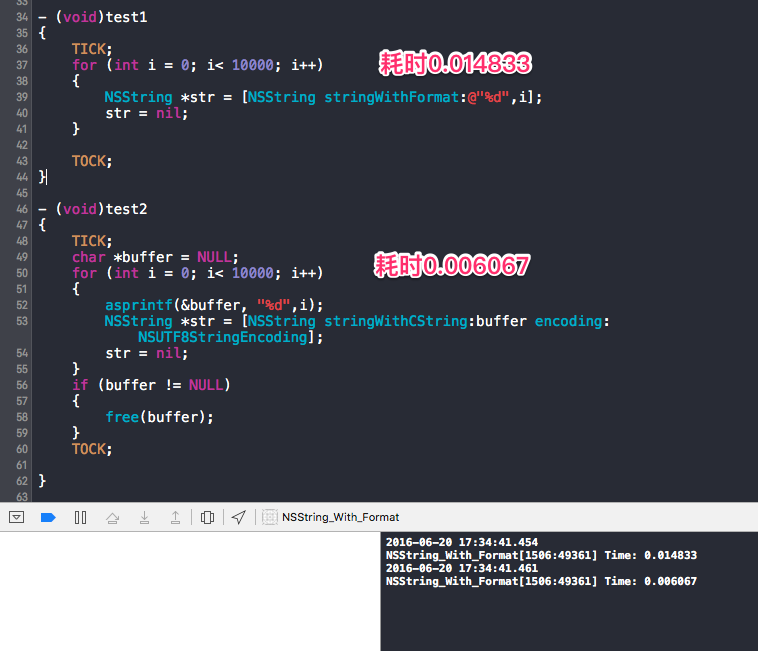 33
34 - (void)test1
35 {
36 TICK;
37 for (int i = 0; i< 10000; i++) 耗时0.014833
38 {
39 NSString *str = [NSString stringWithFormat:@"%d",i];
40 str = nil;
41 }
42
43 TOCK;
44 }
45
46 - (void)test2
47 {
48 TICK;
49 char *buffer = NULL; 耗时0.006067
50 for (int i = 0; i< 10000; i++)
51 {
52 asprintf(&buffer, "%d",i);
53 NSString *str = [NSString stringWithCString:buffer encoding:
NSUTF8StringEncoding];
54 str = nil;
55 }
56 if (buffer != NULL)
57 {
58 free(buffer);
59 }
60 TOCK;
61
62 }
63
NSString_With_Format
2016-06-20 17:34:41.454
NSString_With_Format[1506:49361] Time: 0.014833
2016-06-20 17:34:41.461
NSString_With_Format[1506:49361] Time: 0.006067